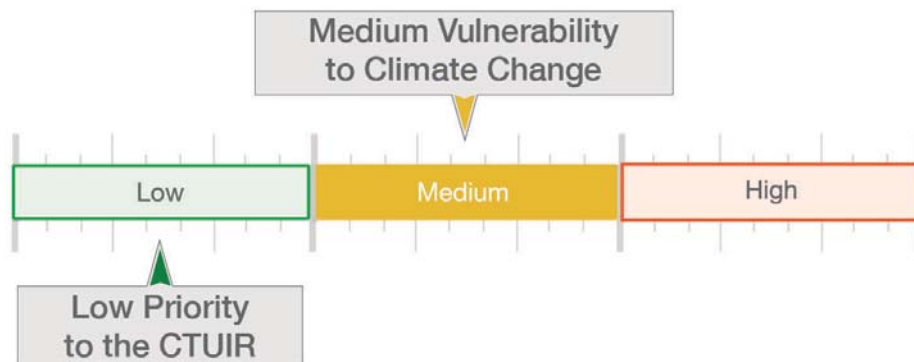 Medium Vulnerability
to Climate Change
Low
Medium
High
Low Priority
to the CTUIR